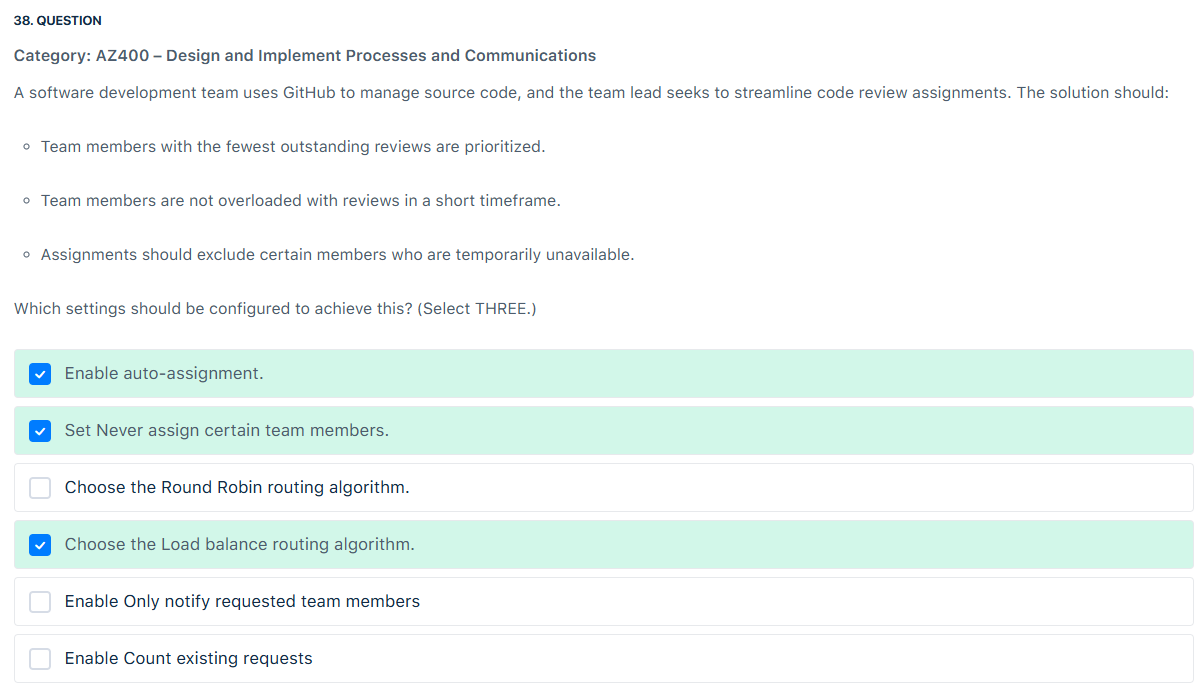 38. QUESTION
Category: AZ400 – Design and Implement Processes and Communications
A software development team uses GitHub to manage source code, and the team lead seeks to streamline code review assignments. The solution should:
Team members with the fewest outstanding reviews are prioritized.
Team members are not overloaded with reviews in a short timeframe.
Assignments should exclude certain members who are temporarily unavailable.
Which settings should be configured to achieve this? (Select THREE.)
Enable auto-assignment.
Set Never assign certain team members.
Choose the Round Robin routing algorithm.
Choose the Load balance routing algorithm.
Enable Only notify requested team members
Enable Count existing requests